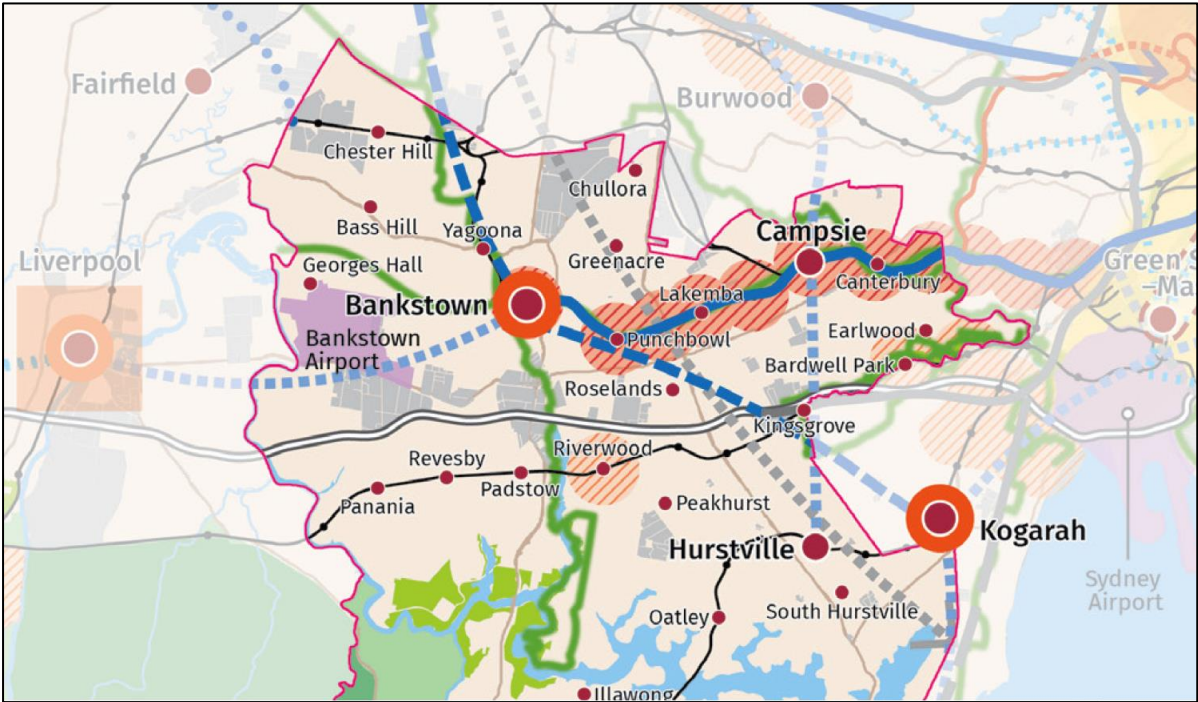 Fairfield
Burwood
Chester Hill
Chullora
Bass Hill
Yagoona
Campsie
Liverpool
Georges Hall
Greenacre
Canterbury
Green
Bankstown
Lakemba
Bankstown
Airport
Punchbowl
Earlwood
Bardwell Park
Roselands
Kingsgrove
Riverwood
Revesby
Padstow
Panania
Peakhurst
Kogarah
Hurstville
Sydney
Airport
South Hurstville
Oatley
Illawong